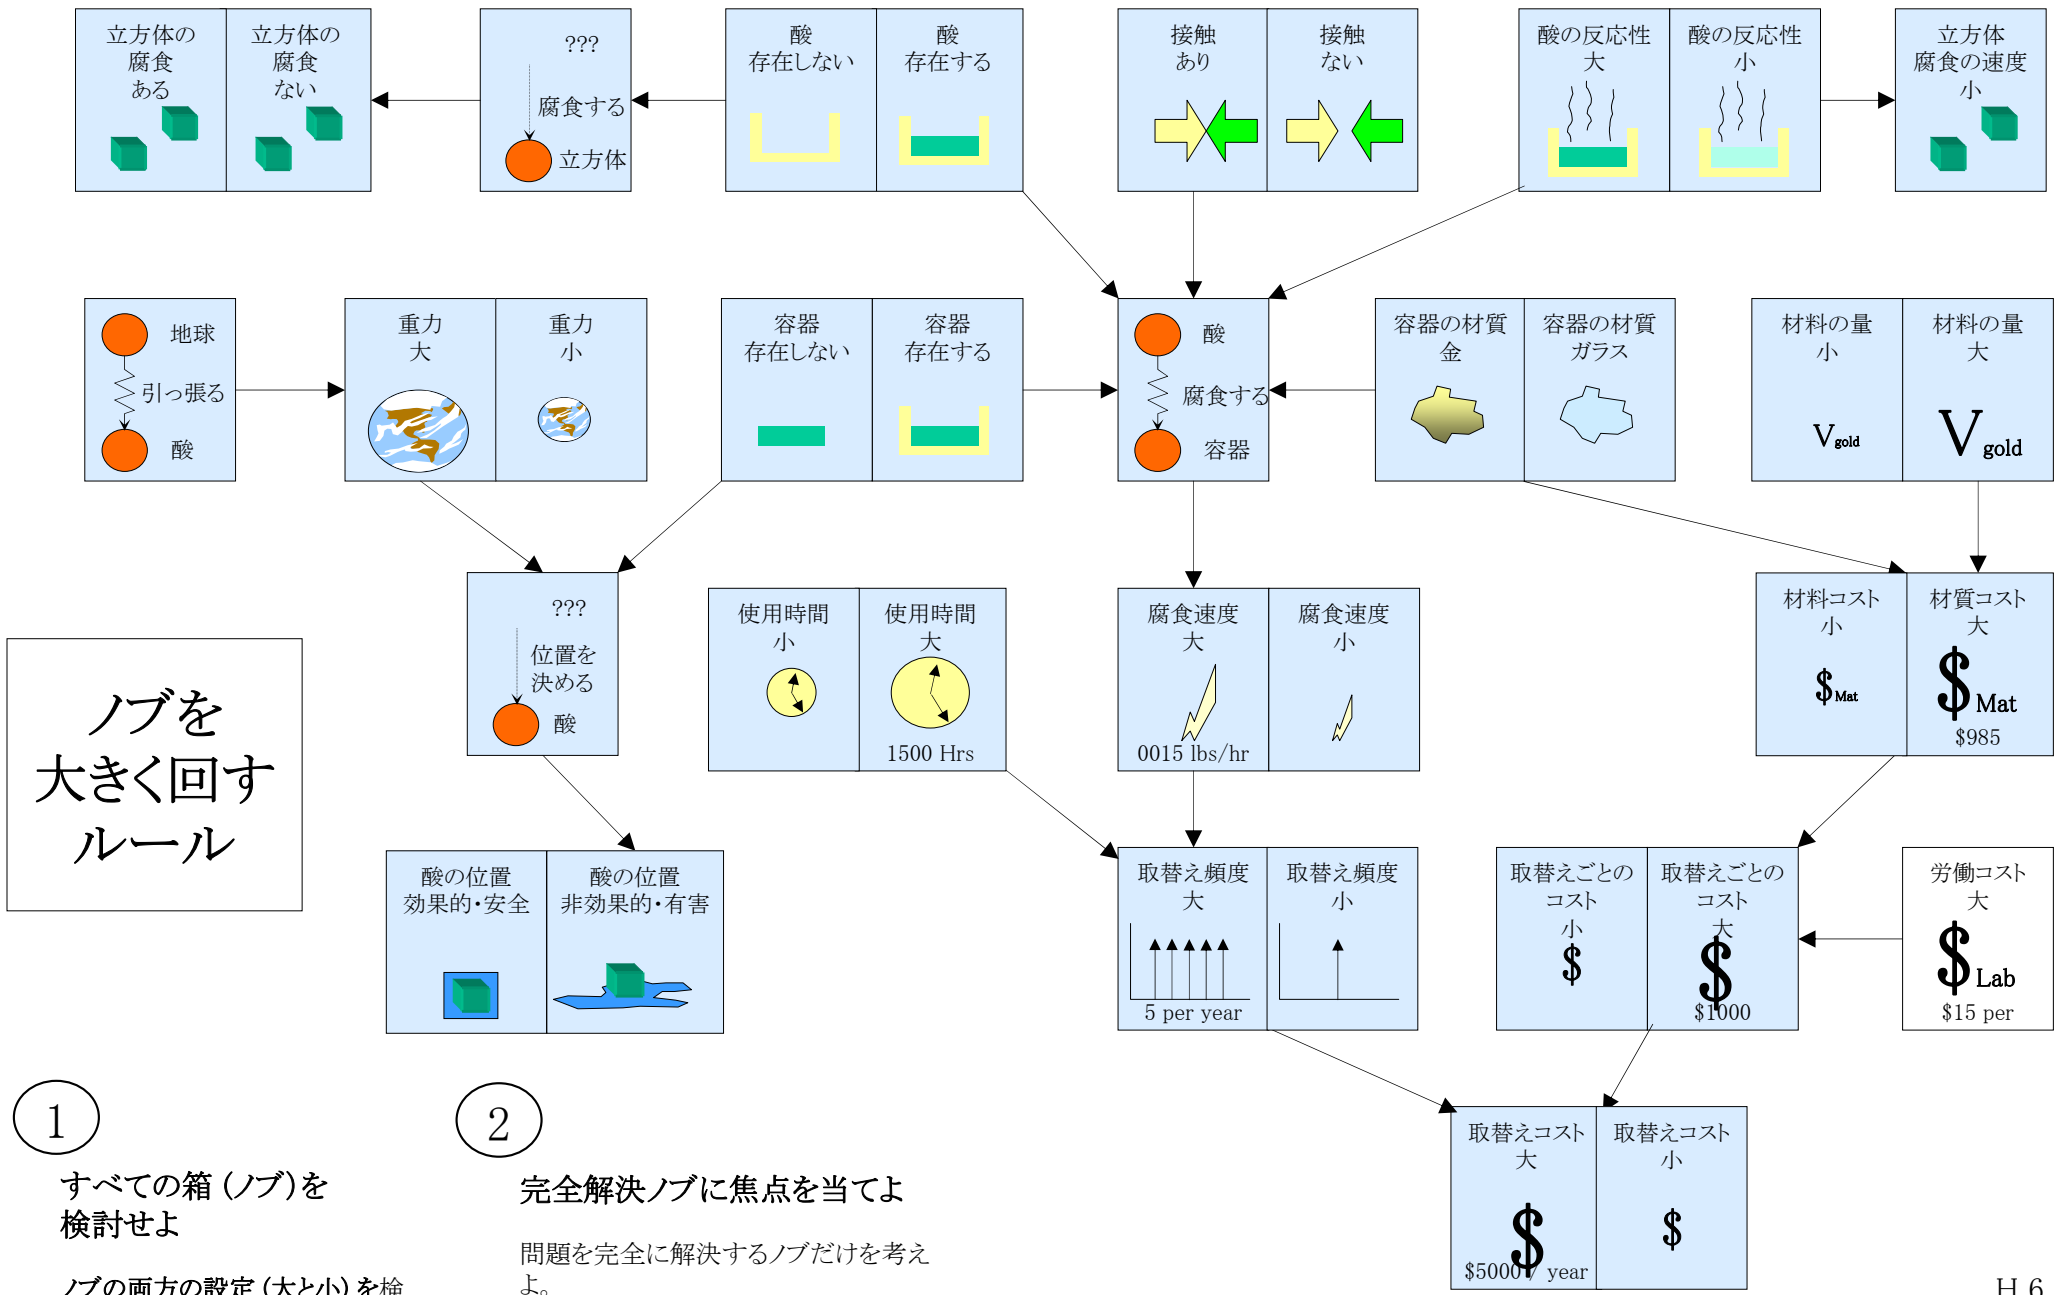 立方体の
腐食
ある
立方体の
腐食
ない
???
腐食する
立方体
酸
存在しない
酸
存在する
接触
あり
接触
ない
酸の反応性
大
酸の反応性
小
立方体
腐食の速度
小
地球
引っ張る
酸
重力
大
重力
小
容器
存在しない
容器
存在する
酸
腐食する
容器
容器の材質
金
容器の材質
ガラス
材料の量
小
Vgold
材料の量
大
Vgold
???
位置を
決める
酸
使用時間
小
使用時間
大
1500 Hrs
腐食速度
大
0015 lbs/hr
腐食速度
小
材料コスト
小
$Mat
材質コスト
大
$Mat
$985
ノブを
大きく回す
ルール
酸の位置
効果的・安全
酸の位置
非効果的・有害
取替え頻度
大
5 per year
取替え頻度
小
取替えごとの
コスト
小
$
取替えごとの
コスト
大
$
$1000
労働コスト
大
$Lab
$15 per
取替えコスト
大
$
$5000 / year
取替えコスト
小
$
1
すべての箱 (ノブ)を
検討せよ
ノブの両方の設定 (大と小) を検
2
完全解決ノブに焦点を当てよ
問題を完全に解決するノブだけを考え
よ。
H 6